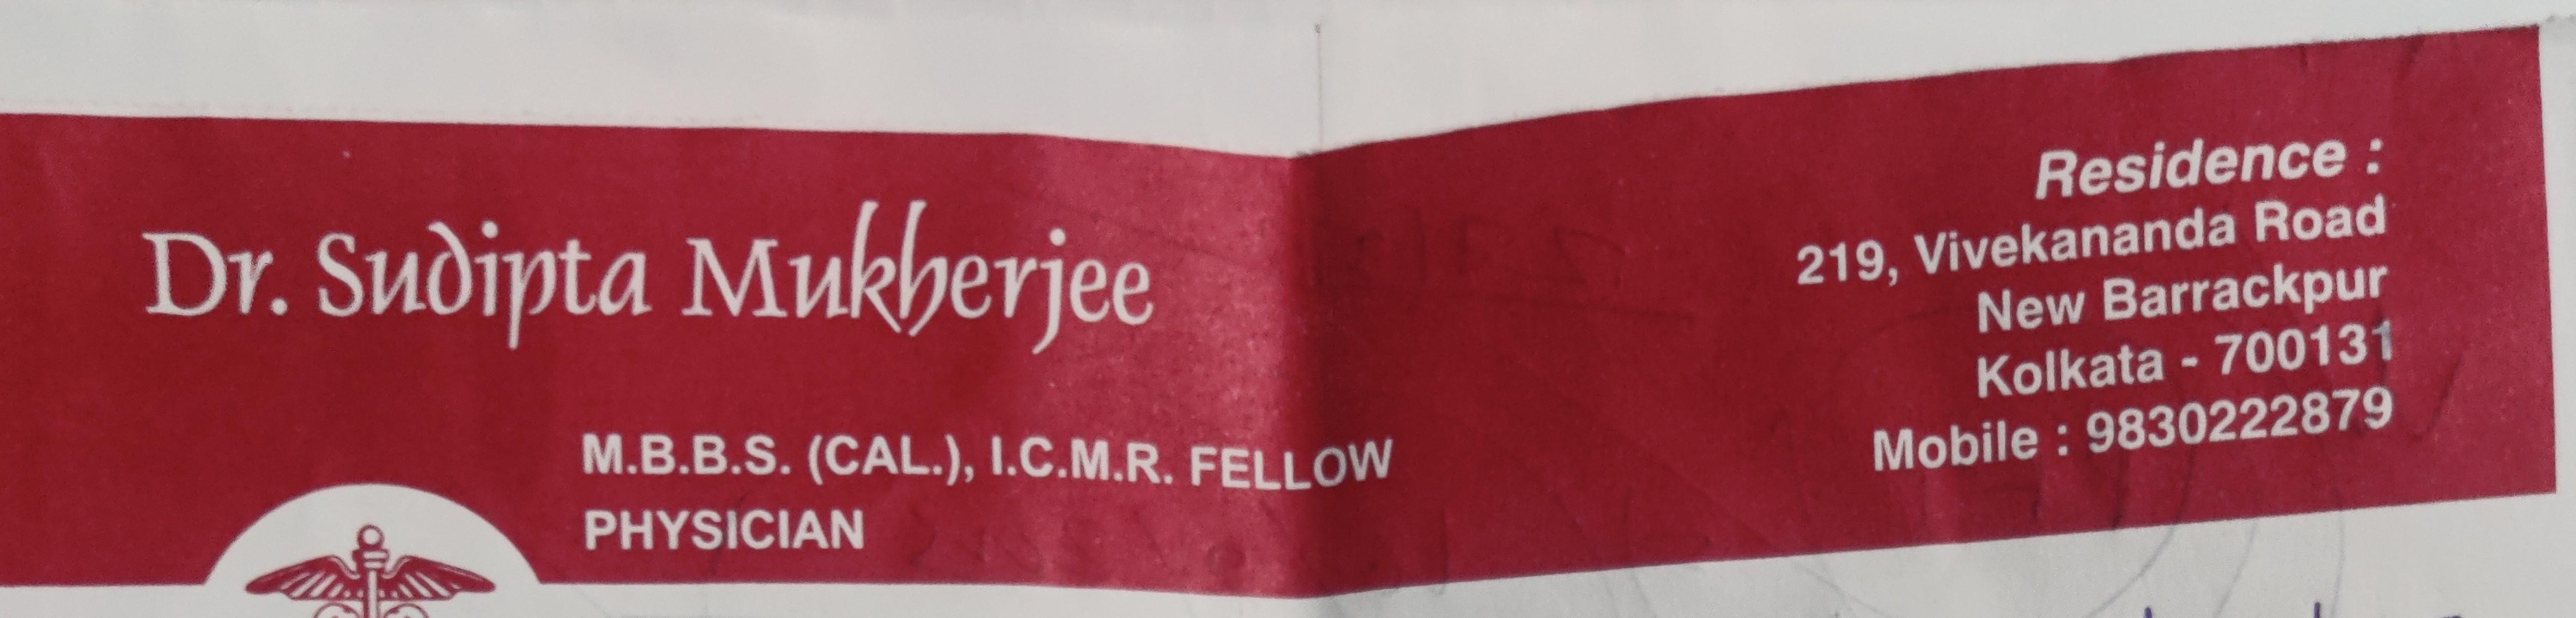 Dr. Sudipta Mukherjee
M.B.B.S. (CAL.), I.C.M.R. FELLOW
PHYSICIAN
Residence :
219, Vivekananda Road
New Barrackpur
Kolkata - 700131
Mobile : 9830222879